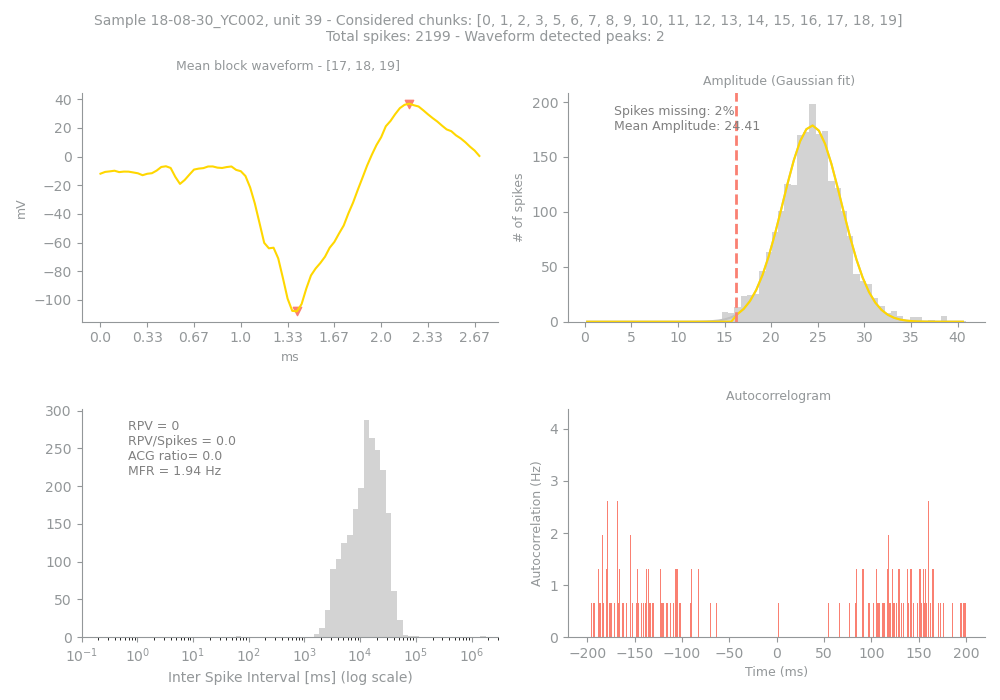 Sample 18-08-30_YC002, unit 39 - Considered chunks: [0, 1, 2, 3, 5, 6, 7, 8, 9, 10, 11, 12, 13, 14, 15, 16, 17, 18, 19]
Total spikes: 2199 - Waveform detected peaks: 2
Mean block waveform - [17, 18, 19]
40
20
0
−20
−40
−60
−80
−100
mV
0.0 0.33 0.67 1.0 1.33 1.67 2.0 2.33 2.67
ms
Amplitude (Gaussian fit)
Spikes missing: 2%
Mean Amplitude: 24.41
200
150
100
50
0
# of spikes
0 5 10 15 20 25 30 35 40
300
250
200
150
100
50
0
RPV = 0
RPV/Spikes = 0.0
ACG ratio= 0.0
MFR = 1.94 Hz
10⁻¹ 10⁰ 10¹ 10² 10³ 10⁴ 10⁵ 10⁶
Inter Spike Interval [ms] (log scale)
Autocorrelogram
4
3
2
1
0
Autocorrelation (Hz)
−200 −150 −100 −50 0 50 100 150 200
Time (ms)